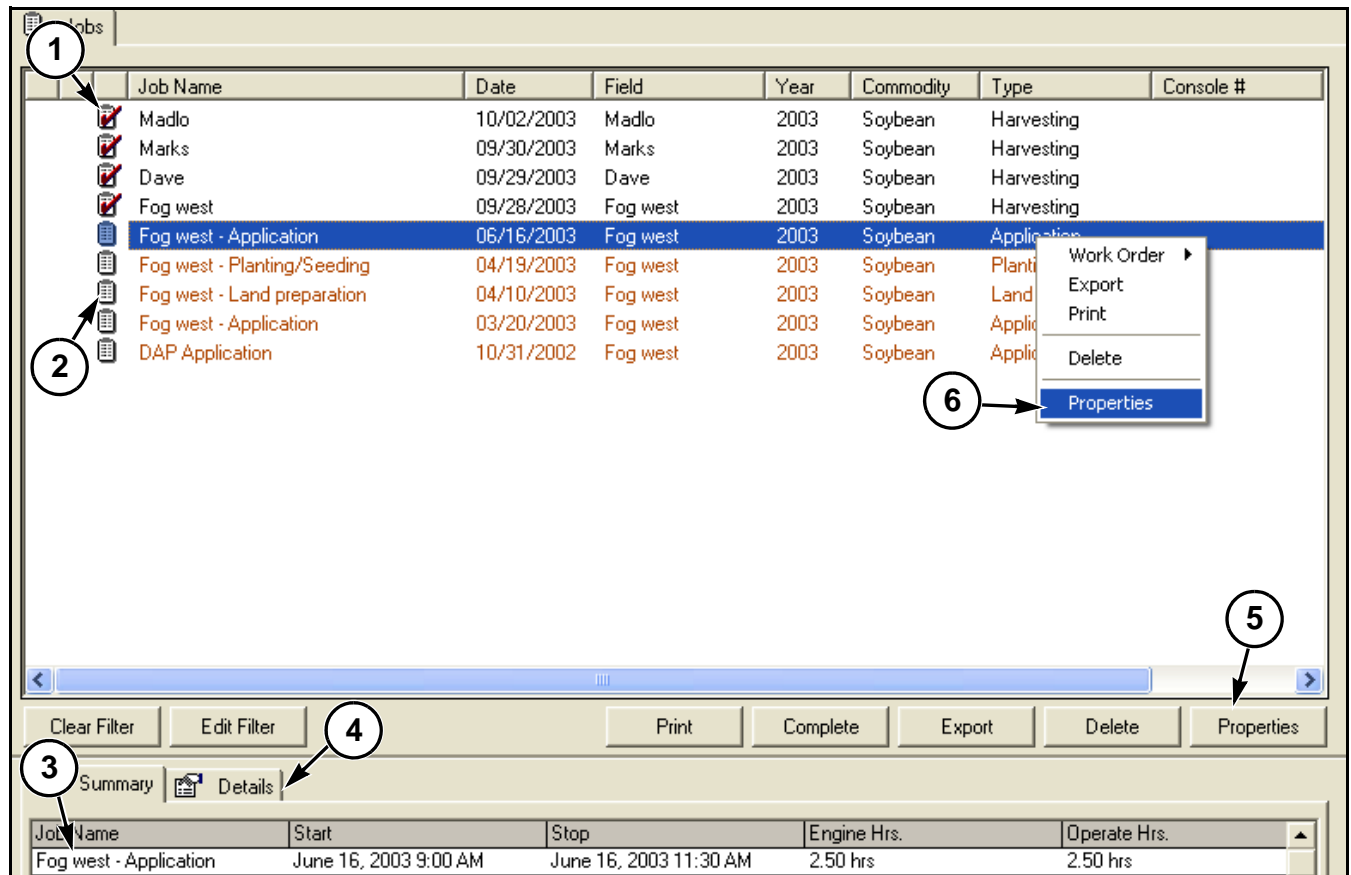 Jobs
1
Job Name Date Field Year Commodity Type Console #
Madlo 10/02/2003 Madlo 2003 Soybean Harvesting
Marks 09/30/2003 Marks 2003 Soybean Harvesting
Dave 09/29/2003 Dave 2003 Soybean Harvesting
Fog west 09/28/2003 Fog west 2003 Soybean Harvesting
Fog west - Application 06/16/2003 Fog west 2003 Soybean Application
Fog west - Planting/Seeding 04/19/2003 Fog west 2003 Soybean Planti
Fog west - Land preparation 04/10/2003 Fog west 2003 Soybean Land
Fog west - Application 03/20/2003 Fog west 2003 Soybean Applic
DAP Application 10/31/2002 Fog west 2003 Soybean Applic
2
Work Order
Export
Print
Delete
Properties
6
5
Clear Filter Edit Filter Print Complete Export Delete Properties
4
3
Summary Details
Job Name Start Stop Engine Hrs. Operate Hrs.
Fog west - Application June 16, 2003 9:00 AM June 16, 2003 11:30 AM 2.50 hrs 2.50 hrs